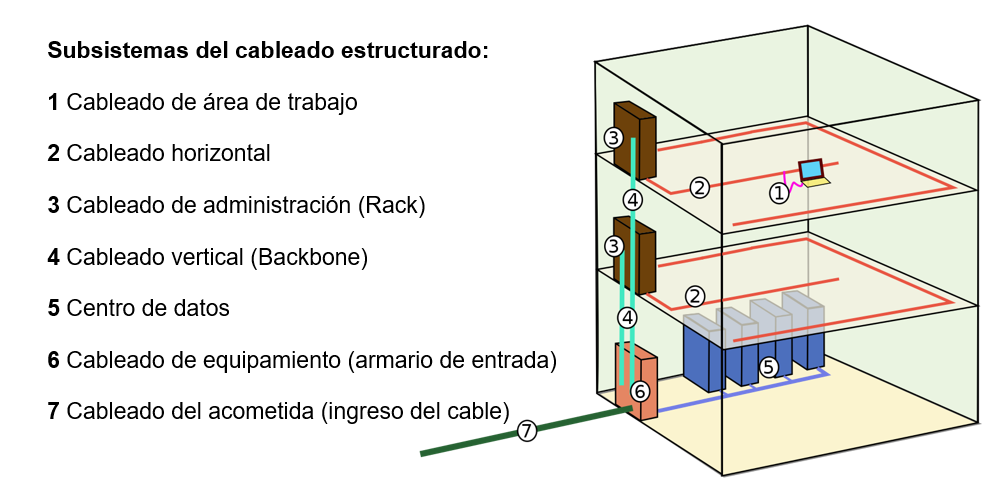 Subsistemas del cableado estructurado:
1 Cableado de área de trabajo
2 Cableado horizontal
3 Cableado de administración (Rack)
4 Cableado vertical (Backbone)
5 Centro de datos
6 Cableado de equipamiento (armario de entrada)
7 Cableado del acometida (ingreso del cable)
3
4
2
1
3
2
4
5
6
7